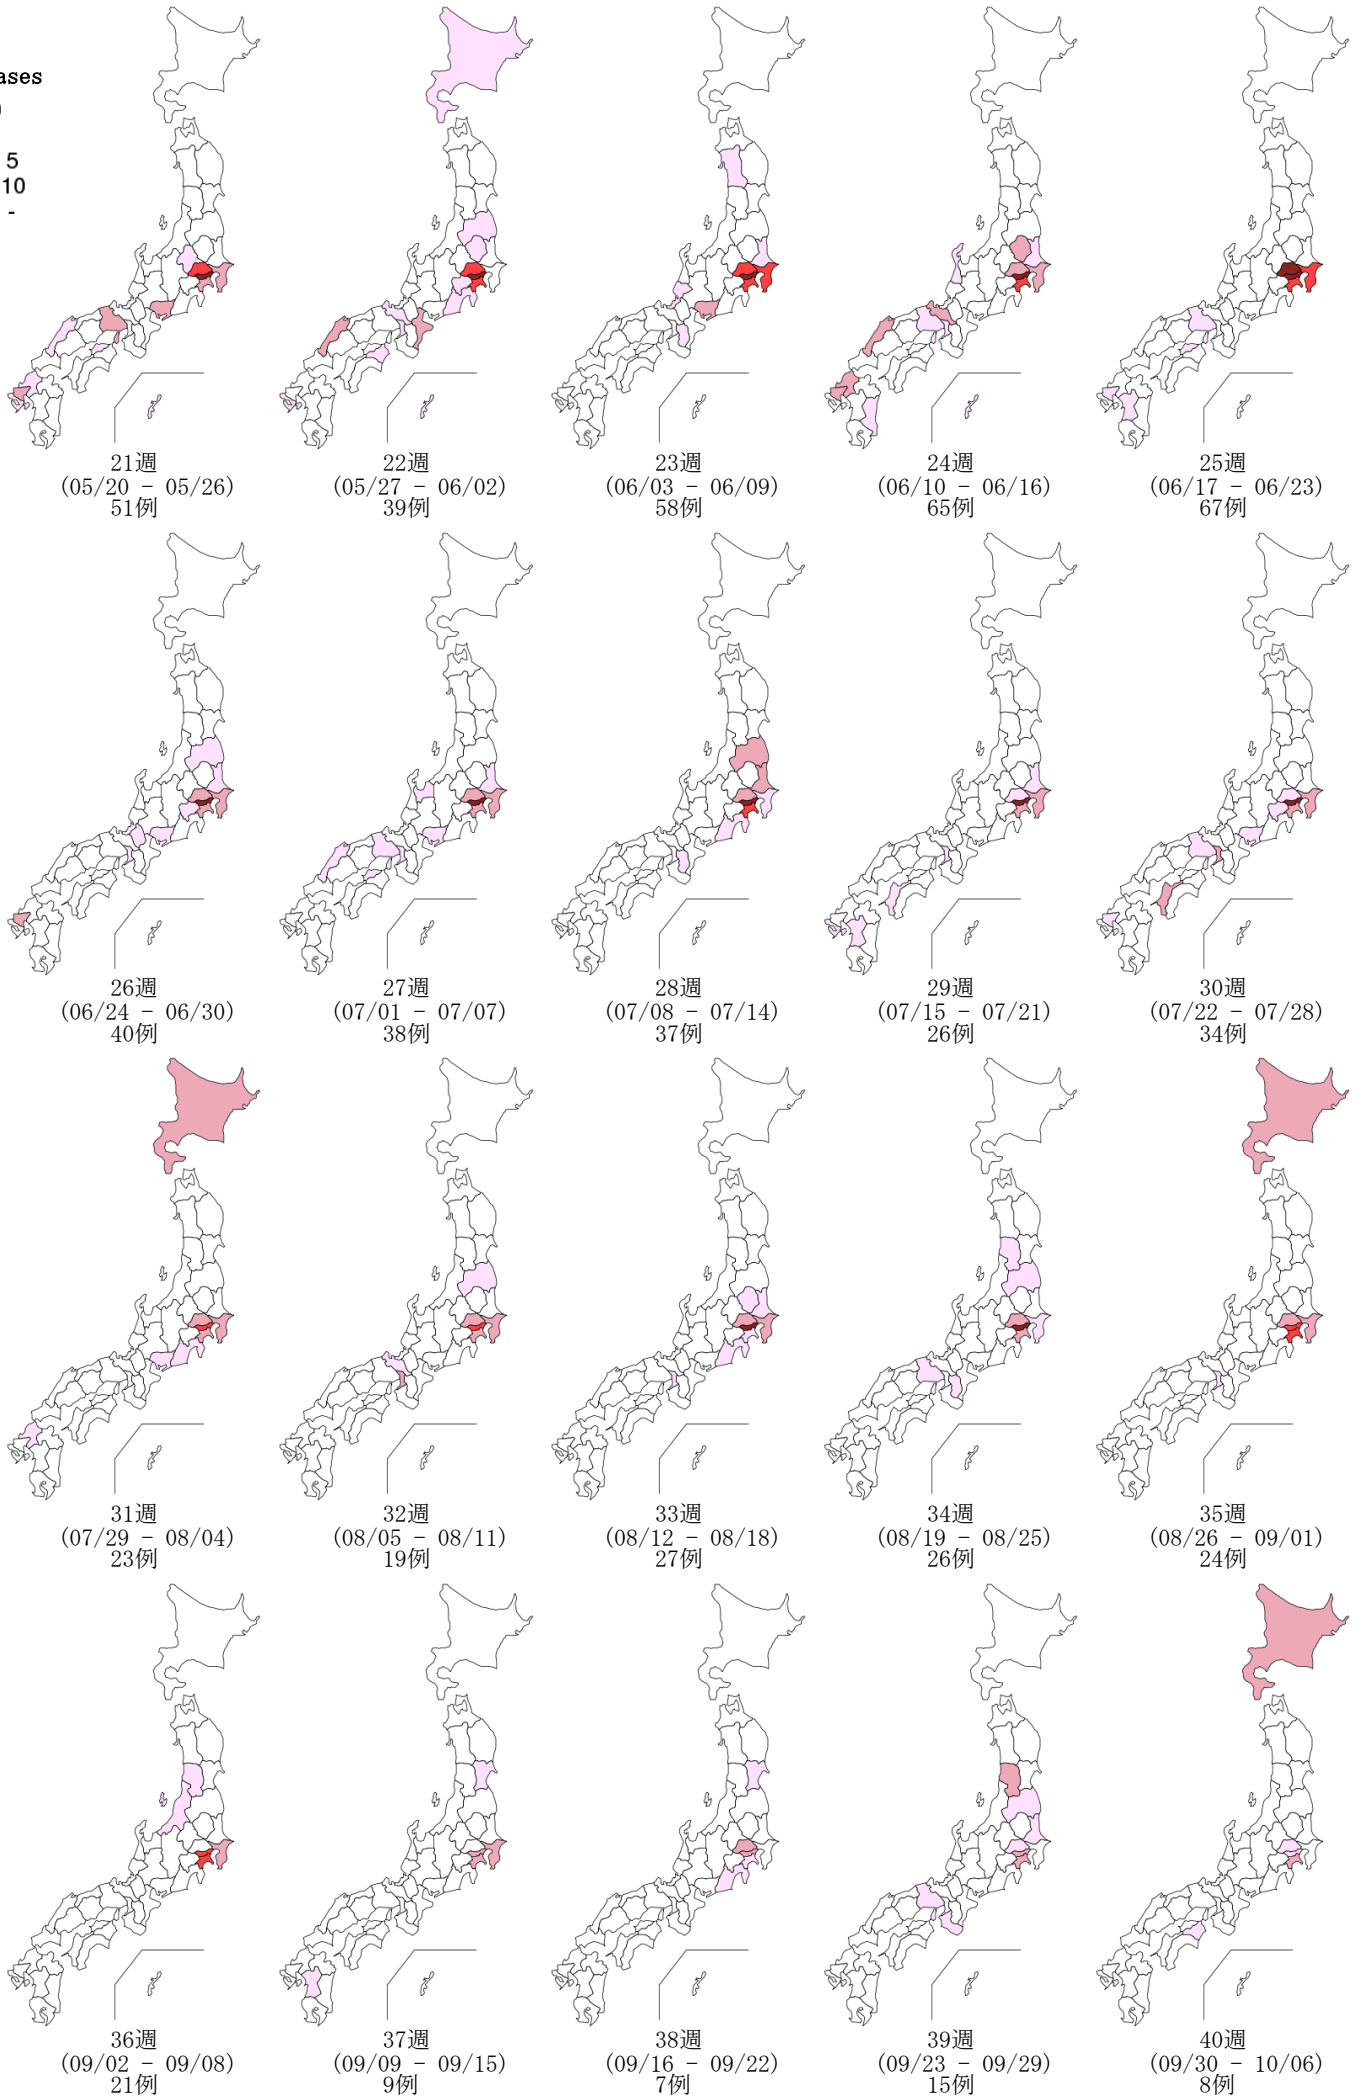 ases
5
10
-
21週
(05/20 - 05/26)
51例
22週
(05/27 - 06/02)
39例
23週
(06/03 - 06/09)
58例
24週
(06/10 - 06/16)
65例
25週
(06/17 - 06/23)
67例
26週
(06/24 - 06/30)
40例
27週
(07/01 - 07/07)
38例
28週
(07/08 - 07/14)
37例
29週
(07/15 - 07/21)
26例
30週
(07/22 - 07/28)
34例
31週
(07/29 - 08/04)
23例
32週
(08/05 - 08/11)
19例
33週
(08/12 - 08/18)
27例
34週
(08/19 - 08/25)
26例
35週
(08/26 - 09/01)
24例
36週
(09/02 - 09/08)
21例
37週
(09/09 - 09/15)
9例
38週
(09/16 - 09/22)
7例
39週
(09/23 - 09/29)
15例
40週
(09/30 - 10/06)
8例